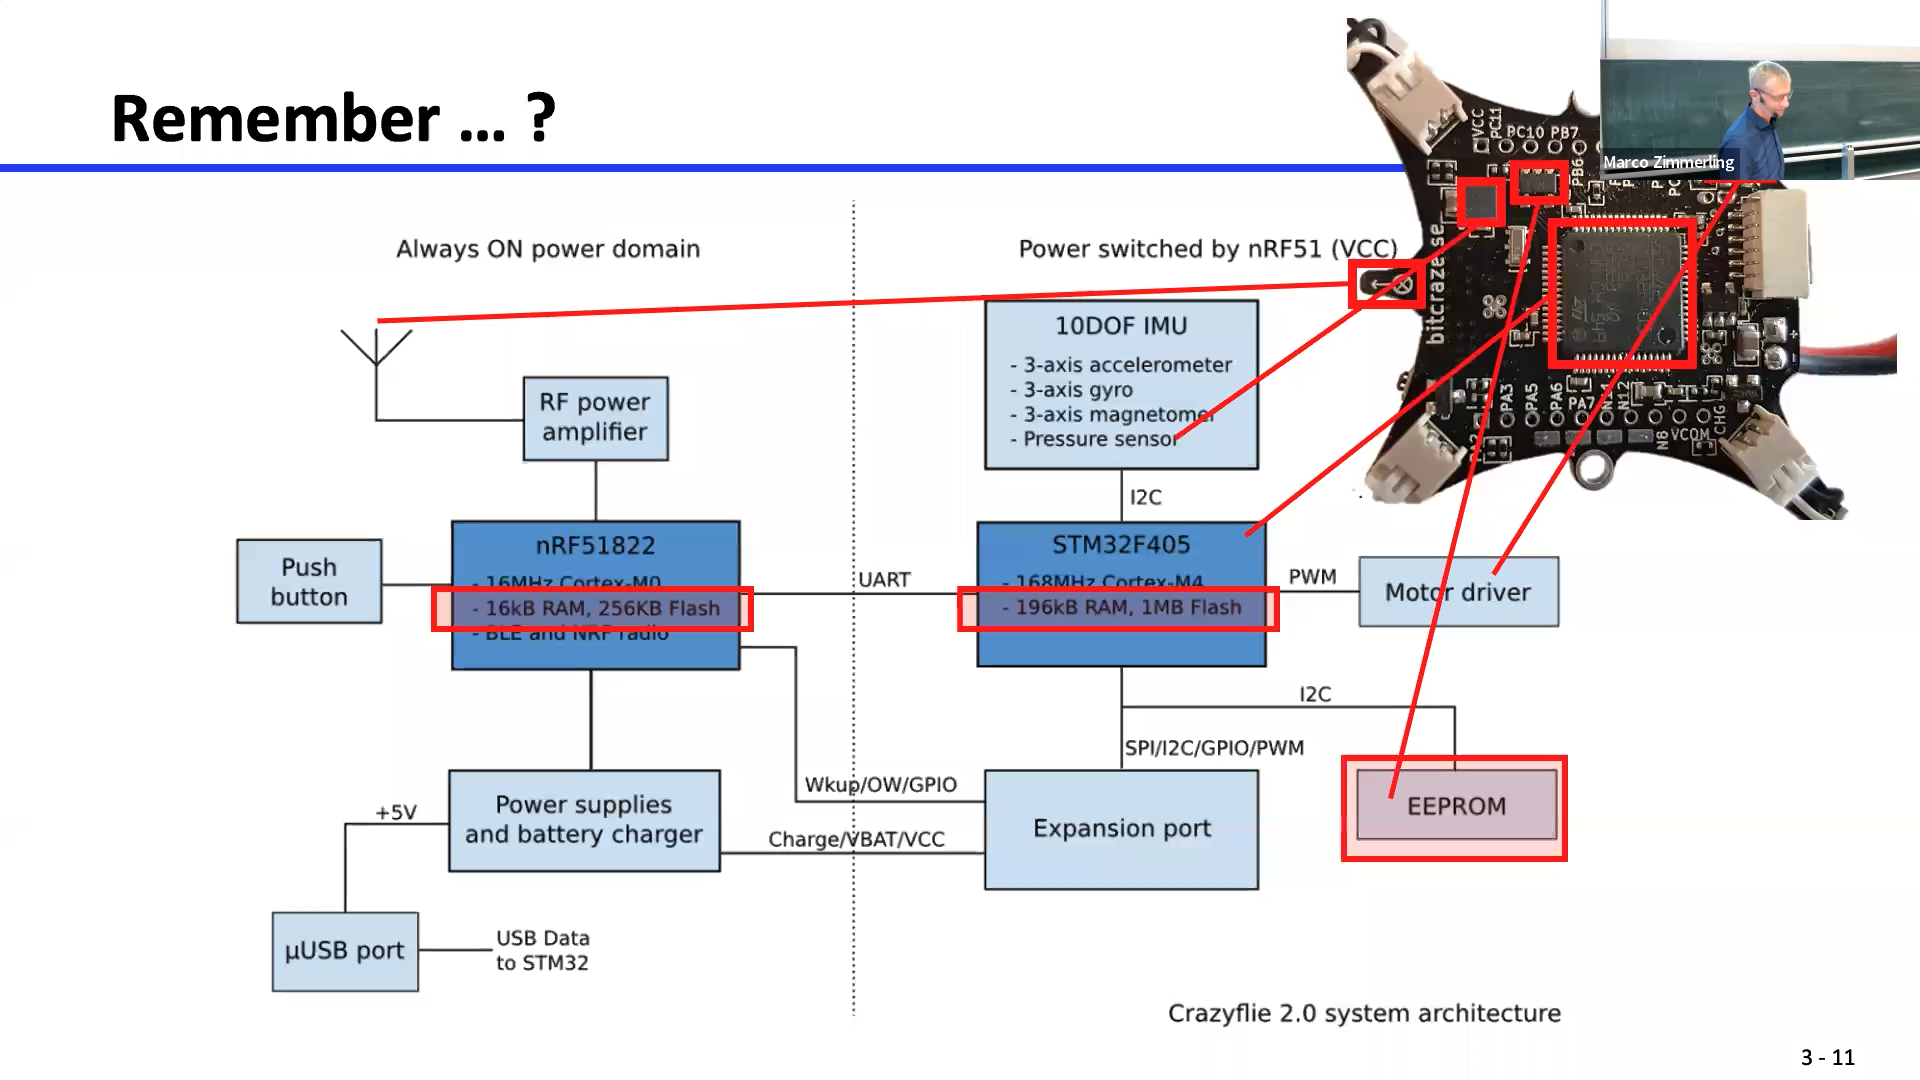 Remember ... ?
Marco Zimmerling
Always ON power domain
Power switched by nRF51 (VCC)
10DOF IMU
- 3-axis accelerometer
- 3-axis gyro
- 3-axis magnetometer
- Pressure sensor
RF power
amplifier
I2C
nRF51822
- 16MHz Cortex-M0
- 16kB RAM, 256KB Flash
- BLE and NRF radio
Push
button
UART
STM32F405
- 168MHz Cortex-M4
- 196kB RAM, 1MB Flash
PWM
Motor driver
I2C
SPI/I2C/GPIO/PWM
Wkup/OW/GPIO
+5V
Power supplies
and battery charger
Charge/VBAT/VCC
Expansion port
EEPROM
µUSB port
USB Data
to STM32
Crazyflie 2.0 system architecture
3 - 11
VCC
PC11
PC10
PB7
PB6
bitcraze.se
PA3
PA5
PA6
PA7
N11
N12
N8
VCOM
CHG